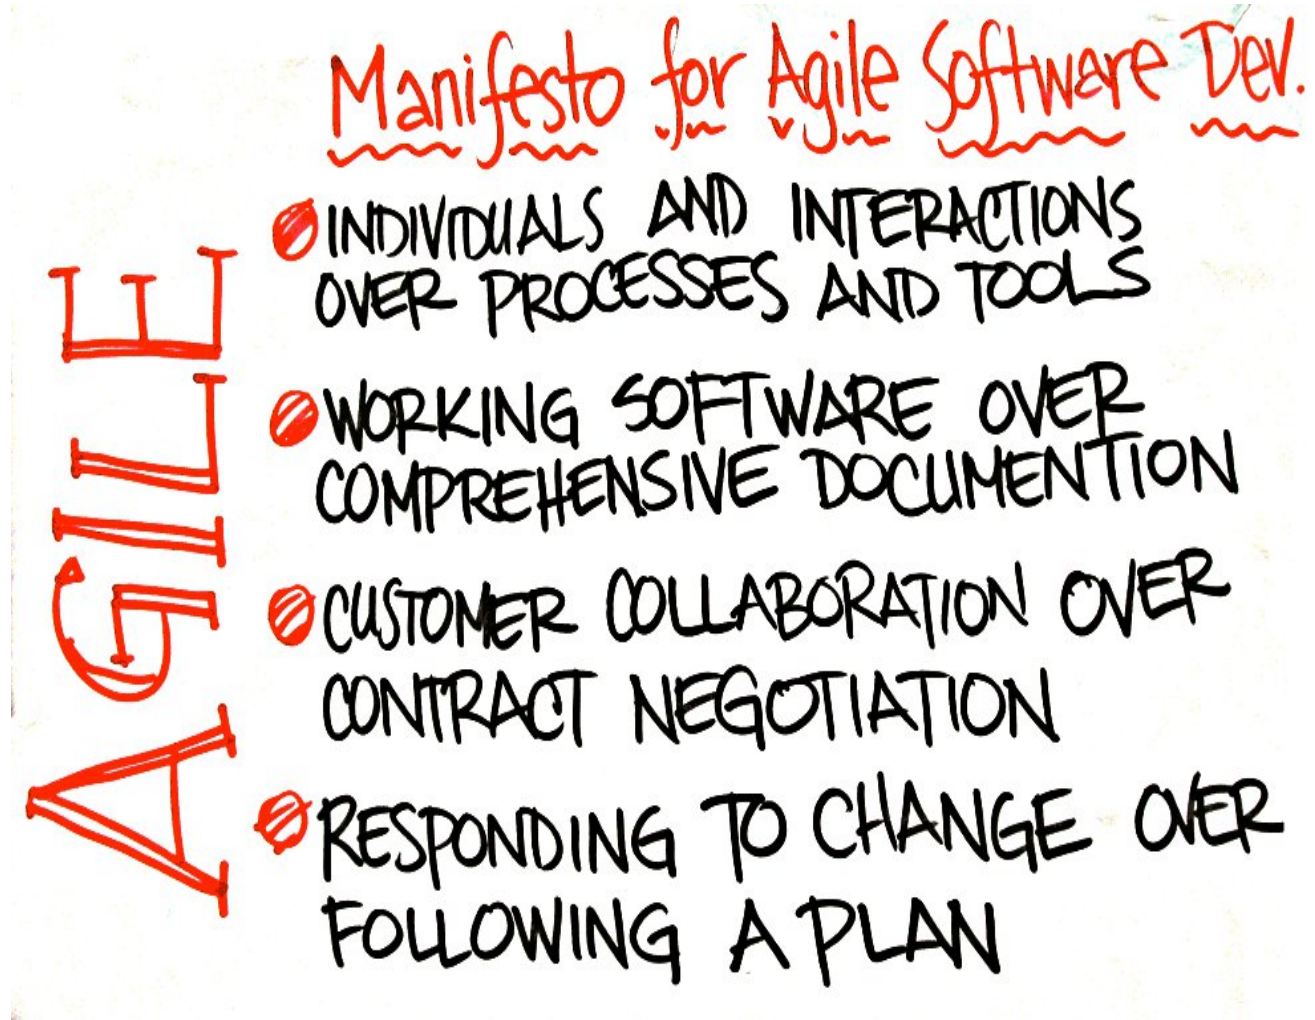 Manifesto for Agile Software Dev.
AGILE
INDIVIDUALS AND INTERACTIONS
OVER PROCESSES AND TOOLS
WORKING SOFTWARE OVER
COMPREHENSIVE DOCUMENTION
CUSTOMER COLLABORATION OVER
CONTRACT NEGOTIATION
RESPONDING TO CHANGE OVER
FOLLOWING A PLAN